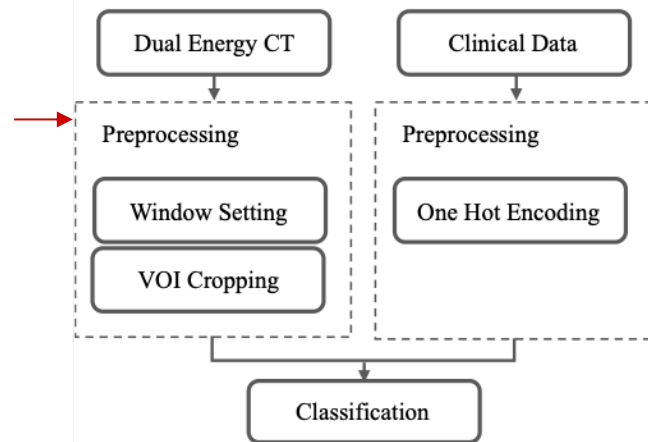 Dual Energy CT
Clinical Data
Preprocessing
Window Setting
VOI Cropping
Preprocessing
One Hot Encoding
Classification